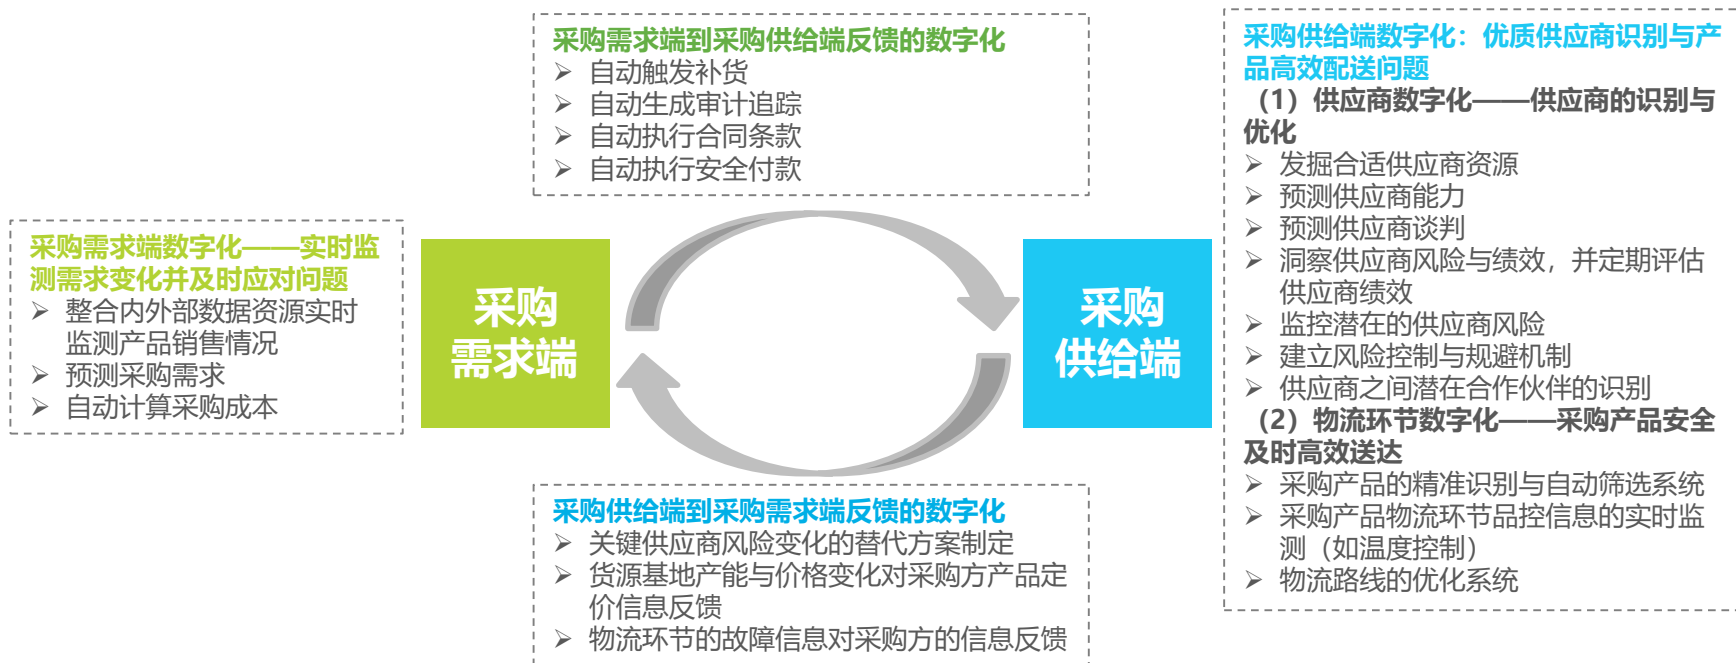 采购需求端到采购供给端反馈的数字化
➢ 自动触发补货
➢ 自动生成审计追踪
➢ 自动执行合同条款
➢ 自动执行安全付款
采购需求端数字化——实时监
测需求变化并及时应对问题
➢ 整合内外部数据资源实时
监测产品销售情况
➢ 预测采购需求
➢ 自动计算采购成本
采购
需求端
采购
供给端
采购供给端到采购需求端反馈的数字化
➢ 关键供应商风险变化的替代方案制定
➢ 货源基地产能与价格变化对采购方产品定
价信息反馈
➢ 物流环节的故障信息对采购方的信息反馈
采购供给端数字化：优质供应商识别与产
品高效配送问题
（1）供应商数字化——供应商的识别与
优化
➢ 发掘合适供应商资源
➢ 预测供应商能力
➢ 预测供应商谈判
➢ 洞察供应商风险与绩效，并定期评估
供应商绩效
➢ 监控潜在的供应商风险
➢ 建立风险控制与规避机制
➢ 供应商之间潜在合作伙伴的识别
（2）物流环节数字化——采购产品安全
及时高效送达
➢ 采购产品的精准识别与自动筛选系统
➢ 采购产品物流环节品控信息的实时监
测（如温度控制）
➢ 物流路线的优化系统